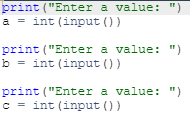 print("Enter a value: ")
a = int(input())
print("Enter a value: ")
b = int(input())
print("Enter a value: ")
c = int(input())